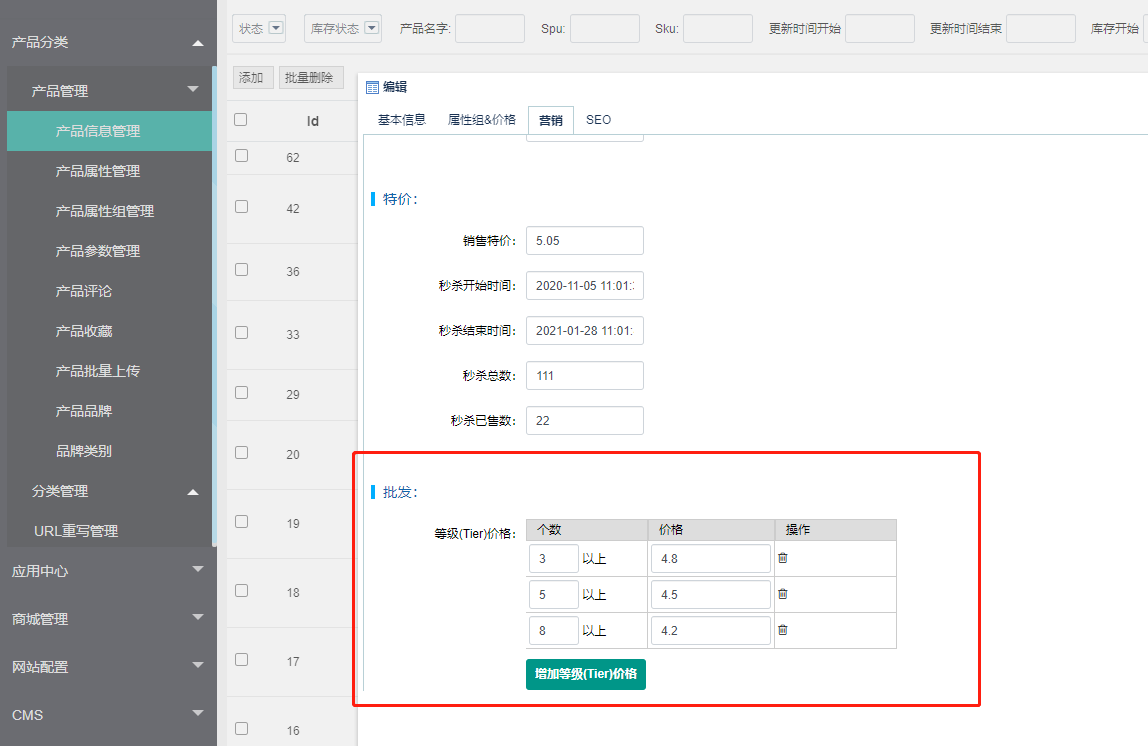 产品分类
产品管理
产品信息管理
产品属性管理
产品属性组管理
产品参数管理
产品评论
产品收藏
产品批量上传
产品品牌
品牌类别
分类管理
URL重写管理
应用中心
商城管理
网站配置
CMS
状态 库存状态 产品名字: Spu: Sku: 更新时间开始 更新时间结束 库存开始
添加 批量删除
Id
62
42
36
33
29
20
19
18
17
16
编辑
基本信息 属性组&价格 营销 SEO
特价:
销售特价: 5.05
秒杀开始时间: 2020-11-05 11:01:
秒杀结束时间: 2021-01-28 11:01:
秒杀总数: 111
秒杀已售数: 22
批发:
等级(Tier)价格: 个数 价格 操作
3 以上 4.8
5 以上 4.5
8 以上 4.2
增加等级(Tier)价格